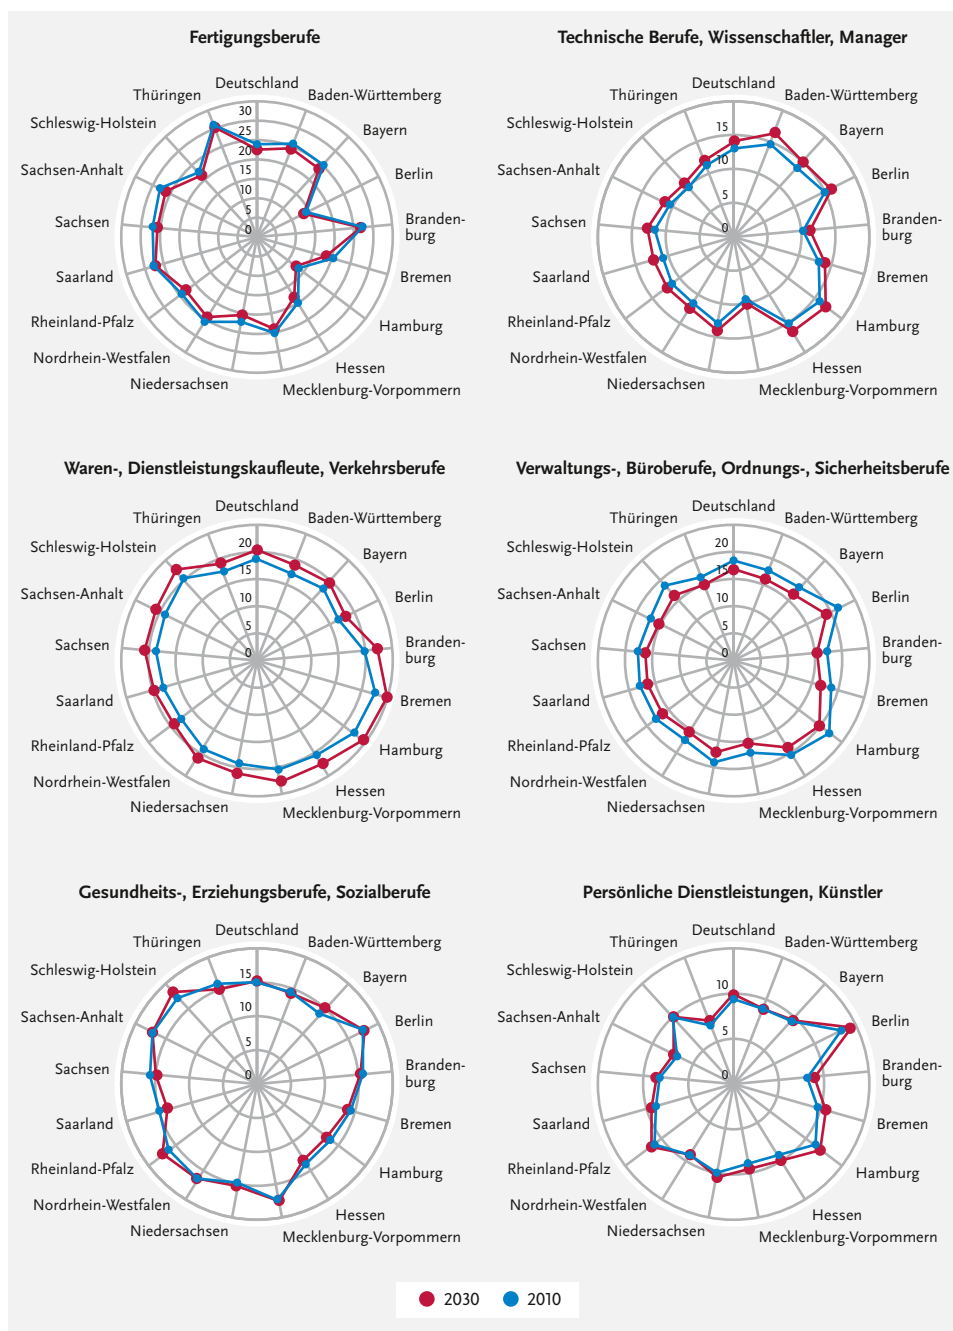 Fertigungsberufe
Deutschland
Baden-Württemberg
Bayern
Berlin
Branden-
burg
Bremen
Hamburg
Hessen
Mecklenburg-Vorpommern
Niedersachsen
Nordrhein-Westfalen
Rheinland-Pfalz
Saarland
Sachsen
Sachsen-Anhalt
Schleswig-Holstein
Thüringen
30
25
20
15
10
5
0
Technische Berufe, Wissenschaftler, Manager
Deutschland
Baden-Württemberg
Bayern
Berlin
Branden-
burg
Bremen
Hamburg
Hessen
Mecklenburg-Vorpommern
Niedersachsen
Nordrhein-Westfalen
Rheinland-Pfalz
Saarland
Sachsen
Sachsen-Anhalt
Schleswig-Holstein
Thüringen
15
10
5
0
Waren-, Dienstleistungskaufleute, Verkehrsberufe
Deutschland
Baden-Württemberg
Bayern
Berlin
Branden-
burg
Bremen
Hamburg
Hessen
Mecklenburg-Vorpommern
Niedersachsen
Nordrhein-Westfalen
Rheinland-Pfalz
Saarland
Sachsen
Sachsen-Anhalt
Schleswig-Holstein
Thüringen
20
15
10
5
0
Verwaltungs-, Büroberufe, Ordnungs-, Sicherheitsberufe
Deutschland
Baden-Württemberg
Bayern
Berlin
Branden-
burg
Bremen
Hamburg
Hessen
Mecklenburg-Vorpommern
Niedersachsen
Nordrhein-Westfalen
Rheinland-Pfalz
Saarland
Sachsen
Sachsen-Anhalt
Schleswig-Holstein
Thüringen
20
15
10
5
0
Gesundheits-, Erziehungsberufe, Sozialberufe
Deutschland
Baden-Württemberg
Bayern
Berlin
Branden-
burg
Bremen
Hamburg
Hessen
Mecklenburg-Vorpommern
Niedersachsen
Nordrhein-Westfalen
Rheinland-Pfalz
Saarland
Sachsen
Sachsen-Anhalt
Schleswig-Holstein
Thüringen
15
10
5
0
Persönliche Dienstleistungen, Künstler
Deutschland
Baden-Württemberg
Bayern
Berlin
Branden-
burg
Bremen
Hamburg
Hessen
Mecklenburg-Vorpommern
Niedersachsen
Nordrhein-Westfalen
Rheinland-Pfalz
Saarland
Sachsen
Sachsen-Anhalt
Schleswig-Holstein
Thüringen
10
5
0
2030
2010